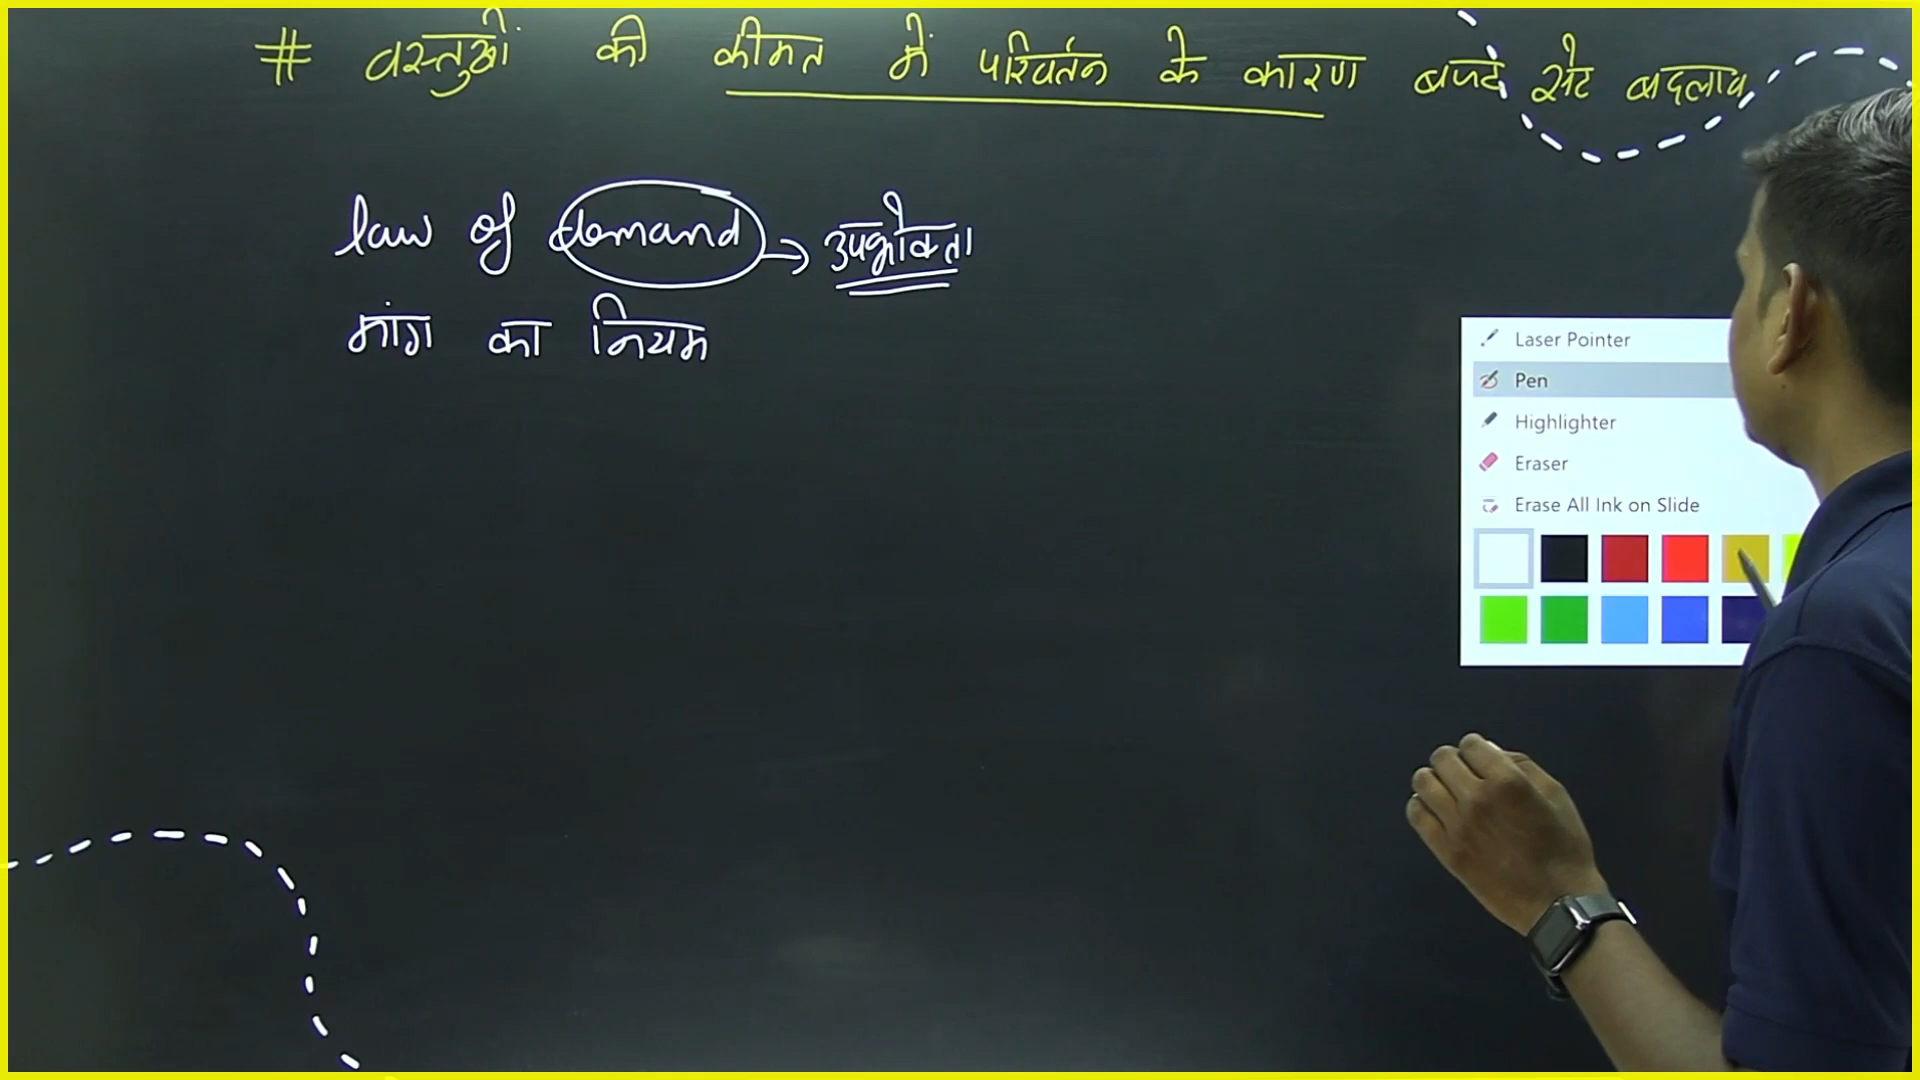 # वस्तुओं की कीमत में परिवर्तन के कारण बजट सेट बदलाव
law of demand → उपभोक्ता
मांग का नियम
Laser Pointer
Pen
Highlighter
Eraser
Erase All Ink on Slide